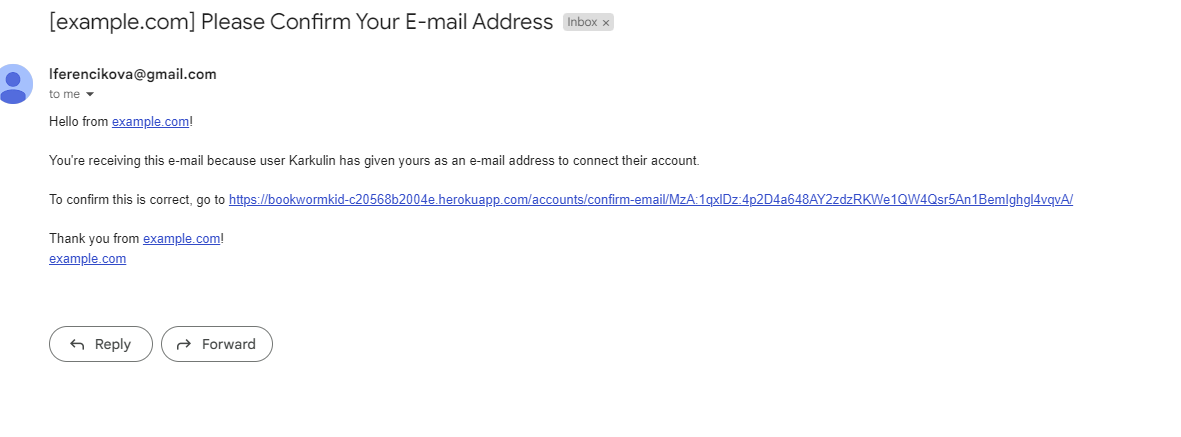 [example.com] Please Confirm Your E-mail Address Inbox ×
lferencikova@gmail.com
to me
Hello from example.com!
You're receiving this e-mail because user Karkulin has given yours as an e-mail address to connect their account.
To confirm this is correct, go to https://bookwormkid-c20568b2004e.herokuapp.com/accounts/confirm-email/MzA:1qxlDz:4p2D4a648AY2zdzRKWe1QW4Qsr5An1BemIghgI4vqvA/
Thank you from example.com!
example.com
Reply Forward